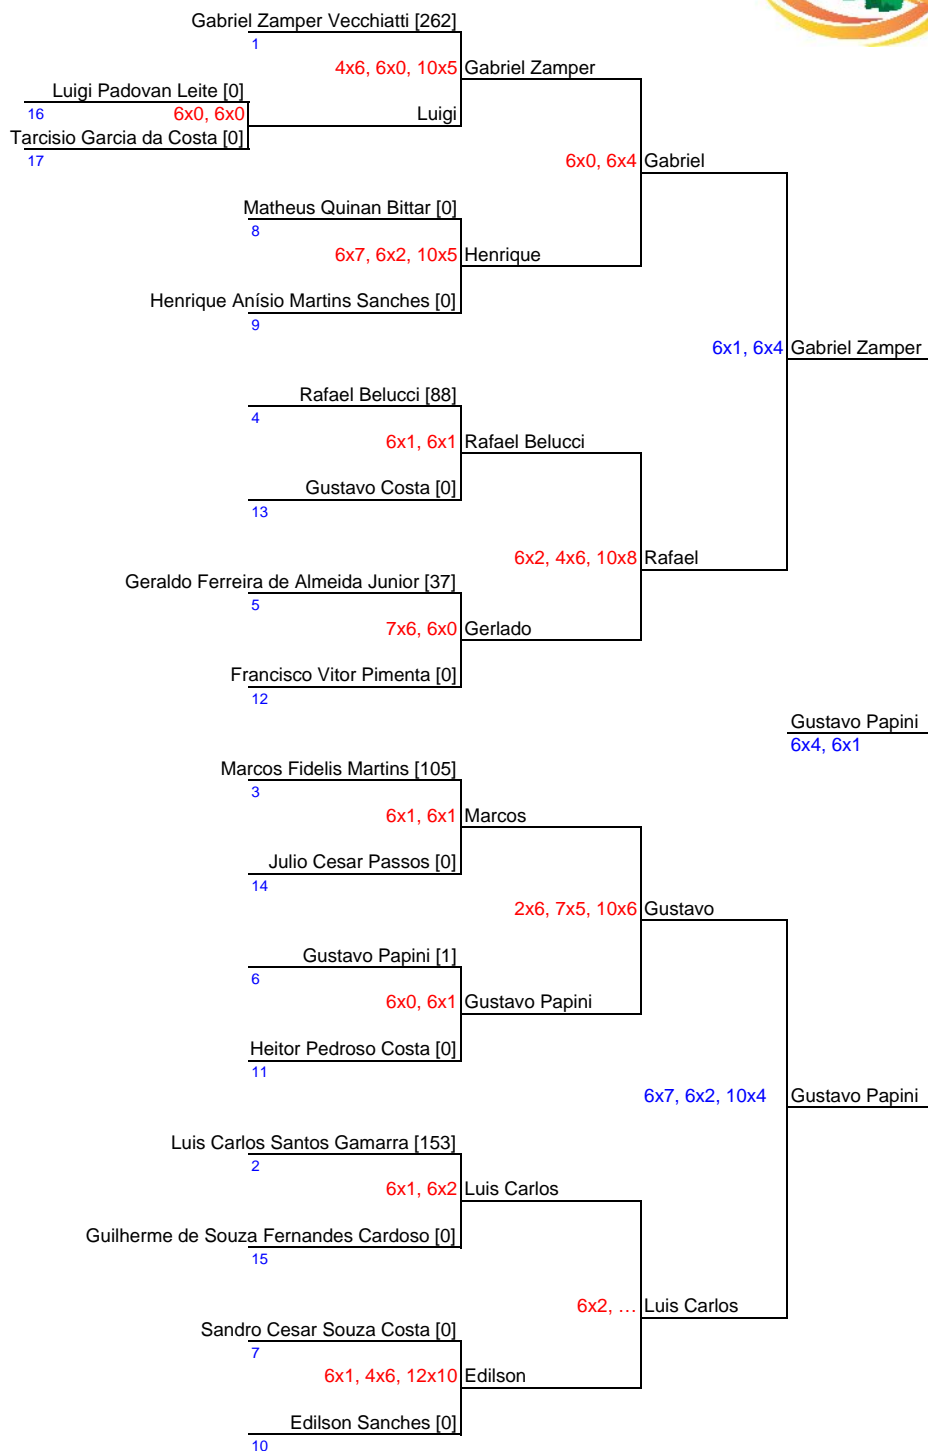 Gabriel Zamper Vecchiatti [262]
1
4x6, 6x0, 10x5 Gabriel Zamper
Luigi Padovan Leite [0]
16 6x0, 6x0 Luigi
Tarcisio Garcia da Costa [0]
17
6x0, 6x4 Gabriel
Matheus Quinan Bittar [0]
8
6x7, 6x2, 10x5 Henrique
Henrique Anísio Martins Sanches [0]
9
6x1, 6x4 Gabriel Zamper
Rafael Belucci [88]
4
6x1, 6x1 Rafael Belucci
Gustavo Costa [0]
13
6x2, 4x6, 10x8 Rafael
Geraldo Ferreira de Almeida Junior [37]
5
7x6, 6x0 Gerlado
Francisco Vitor Pimenta [0]
12
Gustavo Papini
6x4, 6x1
Marcos Fidelis Martins [105]
3
6x1, 6x1 Marcos
Julio Cesar Passos [0]
14
2x6, 7x5, 10x6 Gustavo
Gustavo Papini [1]
6
6x0, 6x1 Gustavo Papini
Heitor Pedroso Costa [0]
11
6x7, 6x2, 10x4 Gustavo Papini
Luis Carlos Santos Gamarra [153]
2
6x1, 6x2 Luis Carlos
Guilherme de Souza Fernandes Cardoso [0]
15
6x2, … Luis Carlos
Sandro Cesar Souza Costa [0]
7
6x1, 4x6, 12x10 Edilson
Edilson Sanches [0]
10